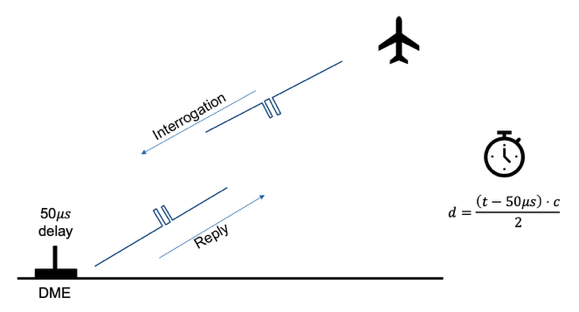 Interrogation
50μs
delay
Reply
DME
d = (t − 50μs) · c / 2